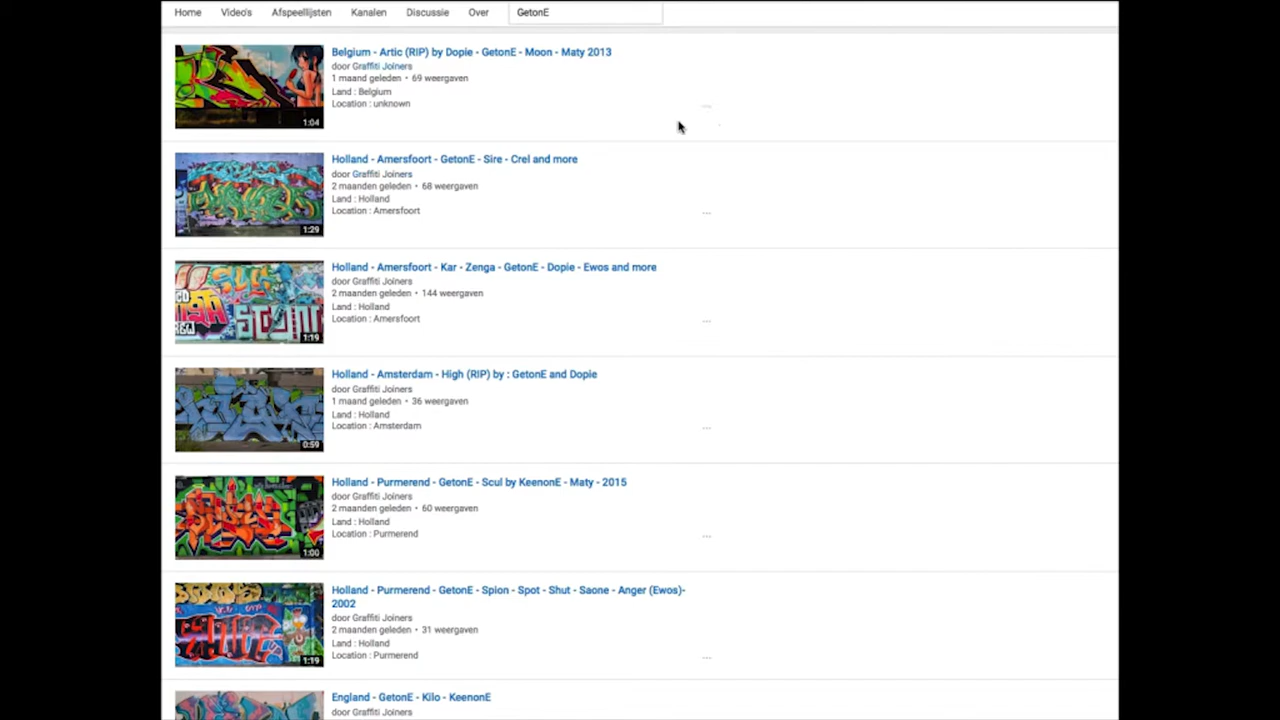 Home Video's Afspeellijsten Kanalen Discussie Over GetonE
Belgium - Artic (RIP) by Dopie - GetonE - Moon - Maty 2013
door Graffiti Joiners
1 maand geleden • 69 weergaven
Land : Belgium
Location : unknown
1:04
Holland - Amersfoort - GetonE - Sire - Crel and more
door Graffiti Joiners
2 maanden geleden • 68 weergaven
Land : Holland
Location : Amersfoort
1:29
Holland - Amersfoort - Kar - Zenga - GetonE - Dopie - Ewos and more
door Graffiti Joiners
2 maanden geleden • 144 weergaven
Land : Holland
Location : Amersfoort
1:19
Holland - Amsterdam - High (RIP) by : GetonE and Dopie
door Graffiti Joiners
1 maand geleden • 36 weergaven
Land : Holland
Location : Amsterdam
0:59
Holland - Purmerend - GetonE - Scul by KeenonE - Maty - 2015
door Graffiti Joiners
2 maanden geleden • 60 weergaven
Land : Holland
Location : Purmerend
1:00
Holland - Purmerend - GetonE - Spion - Spot - Shut - Saone - Anger (Ewos)-
2002
door Graffiti Joiners
2 maanden geleden • 31 weergaven
Land : Holland
Location : Purmerend
1:19
England - GetonE - Kilo - KeenonE
door Graffiti Joiners